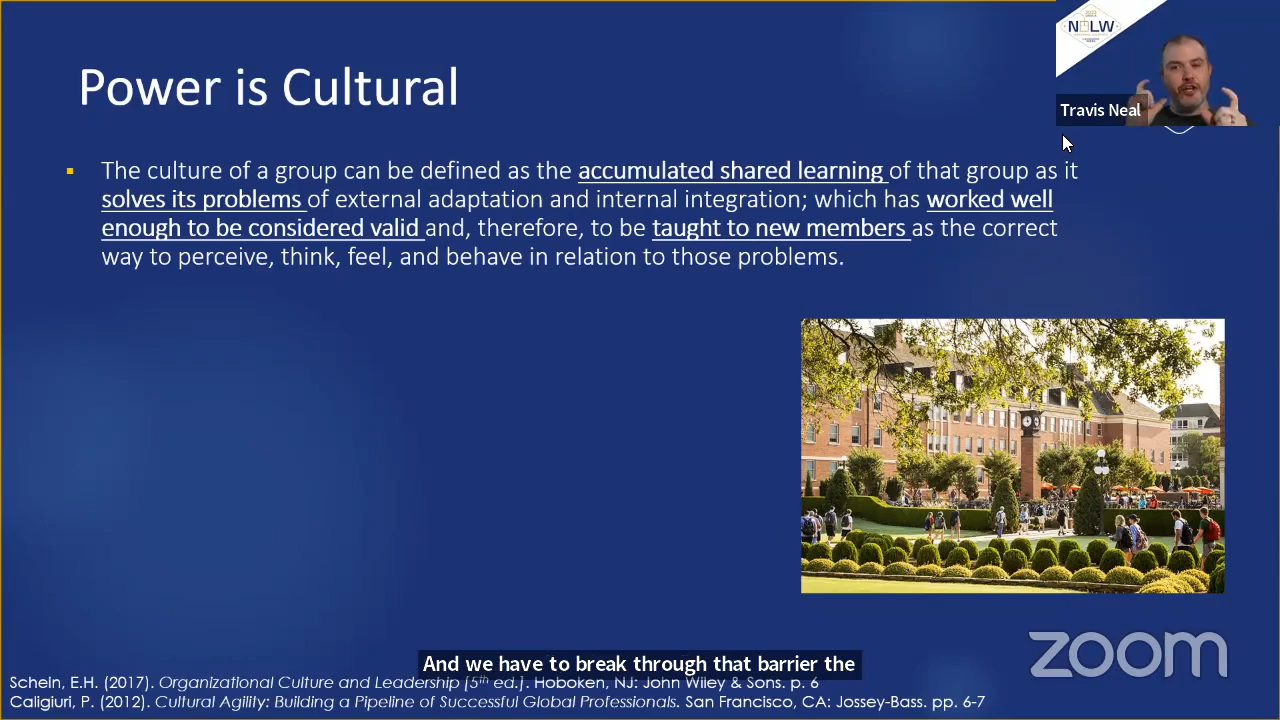 Power is Cultural
NOLW
Travis Neal
▪ The culture of a group can be defined as the accumulated shared learning of that group as it
solves its problems of external adaptation and internal integration; which has worked well
enough to be considered valid and, therefore, to be taught to new members as the correct
way to perceive, think, feel, and behave in relation to those problems.
zoom
And we have to break through that barrier the
Schein, E.H. (2017). Organizational Culture and Leadership [5th ed.]. Hoboken, NJ: John Wiley & Sons. p. 6
Caligiuri, P. (2012). Cultural Agility: Building a Pipeline of Successful Global Professionals. San Francisco, CA: Jossey-Bass. pp. 6-7